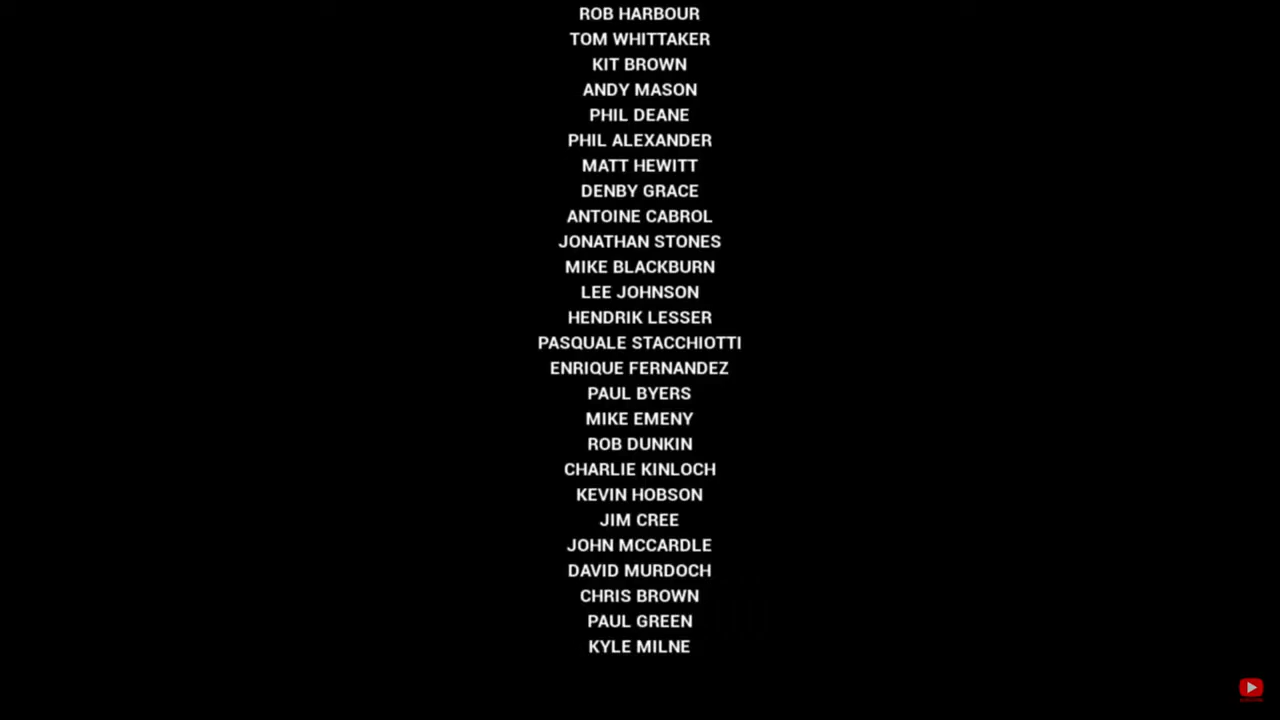 ROB HARBOUR
TOM WHITTAKER
KIT BROWN
ANDY MASON
PHIL DEANE
PHIL ALEXANDER
MATT HEWITT
DENBY GRACE
ANTOINE CABROL
JONATHAN STONES
MIKE BLACKBURN
LEE JOHNSON
HENDRIK LESSER
PASQUALE STACCHIOTTI
ENRIQUE FERNANDEZ
PAUL BYERS
MIKE EMENY
ROB DUNKIN
CHARLIE KINLOCH
KEVIN HOBSON
JIM CREE
JOHN MCCARDLE
DAVID MURDOCH
CHRIS BROWN
PAUL GREEN
KYLE MILNE